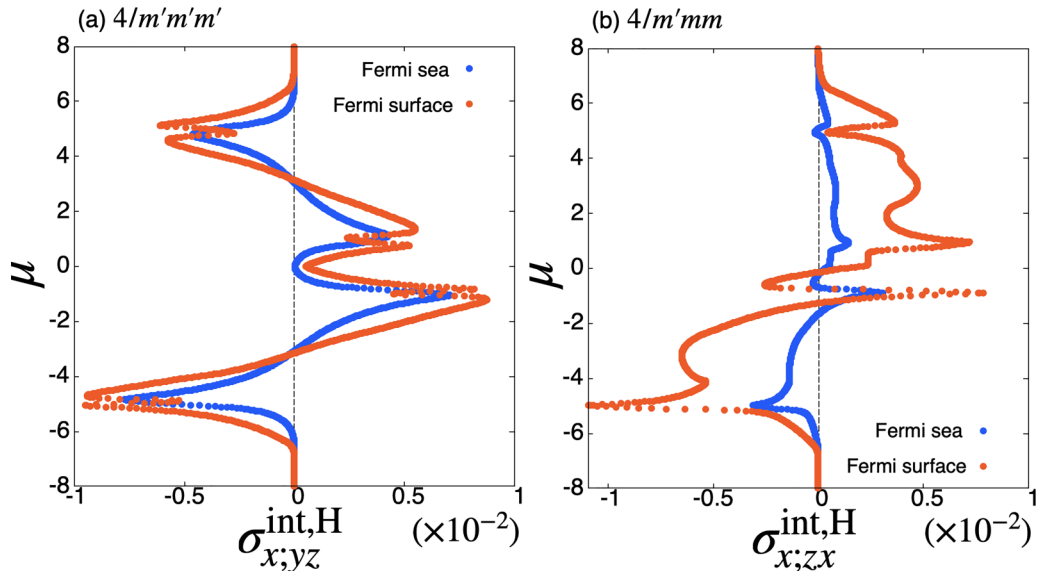 (a) 4/m′m′m′
8
6
4
2
0
-2
-4
-6
-8
μ
Fermi sea
Fermi surface
-1
-0.5
0
0.5
1
σ_{x;yz}^{int,H} (×10⁻²)
(b) 4/m′mm
8
6
4
2
0
-2
-4
-6
-8
μ
Fermi sea
Fermi surface
-1
-0.5
0
0.5
1
σ_{x;zx}^{int,H} (×10⁻²)